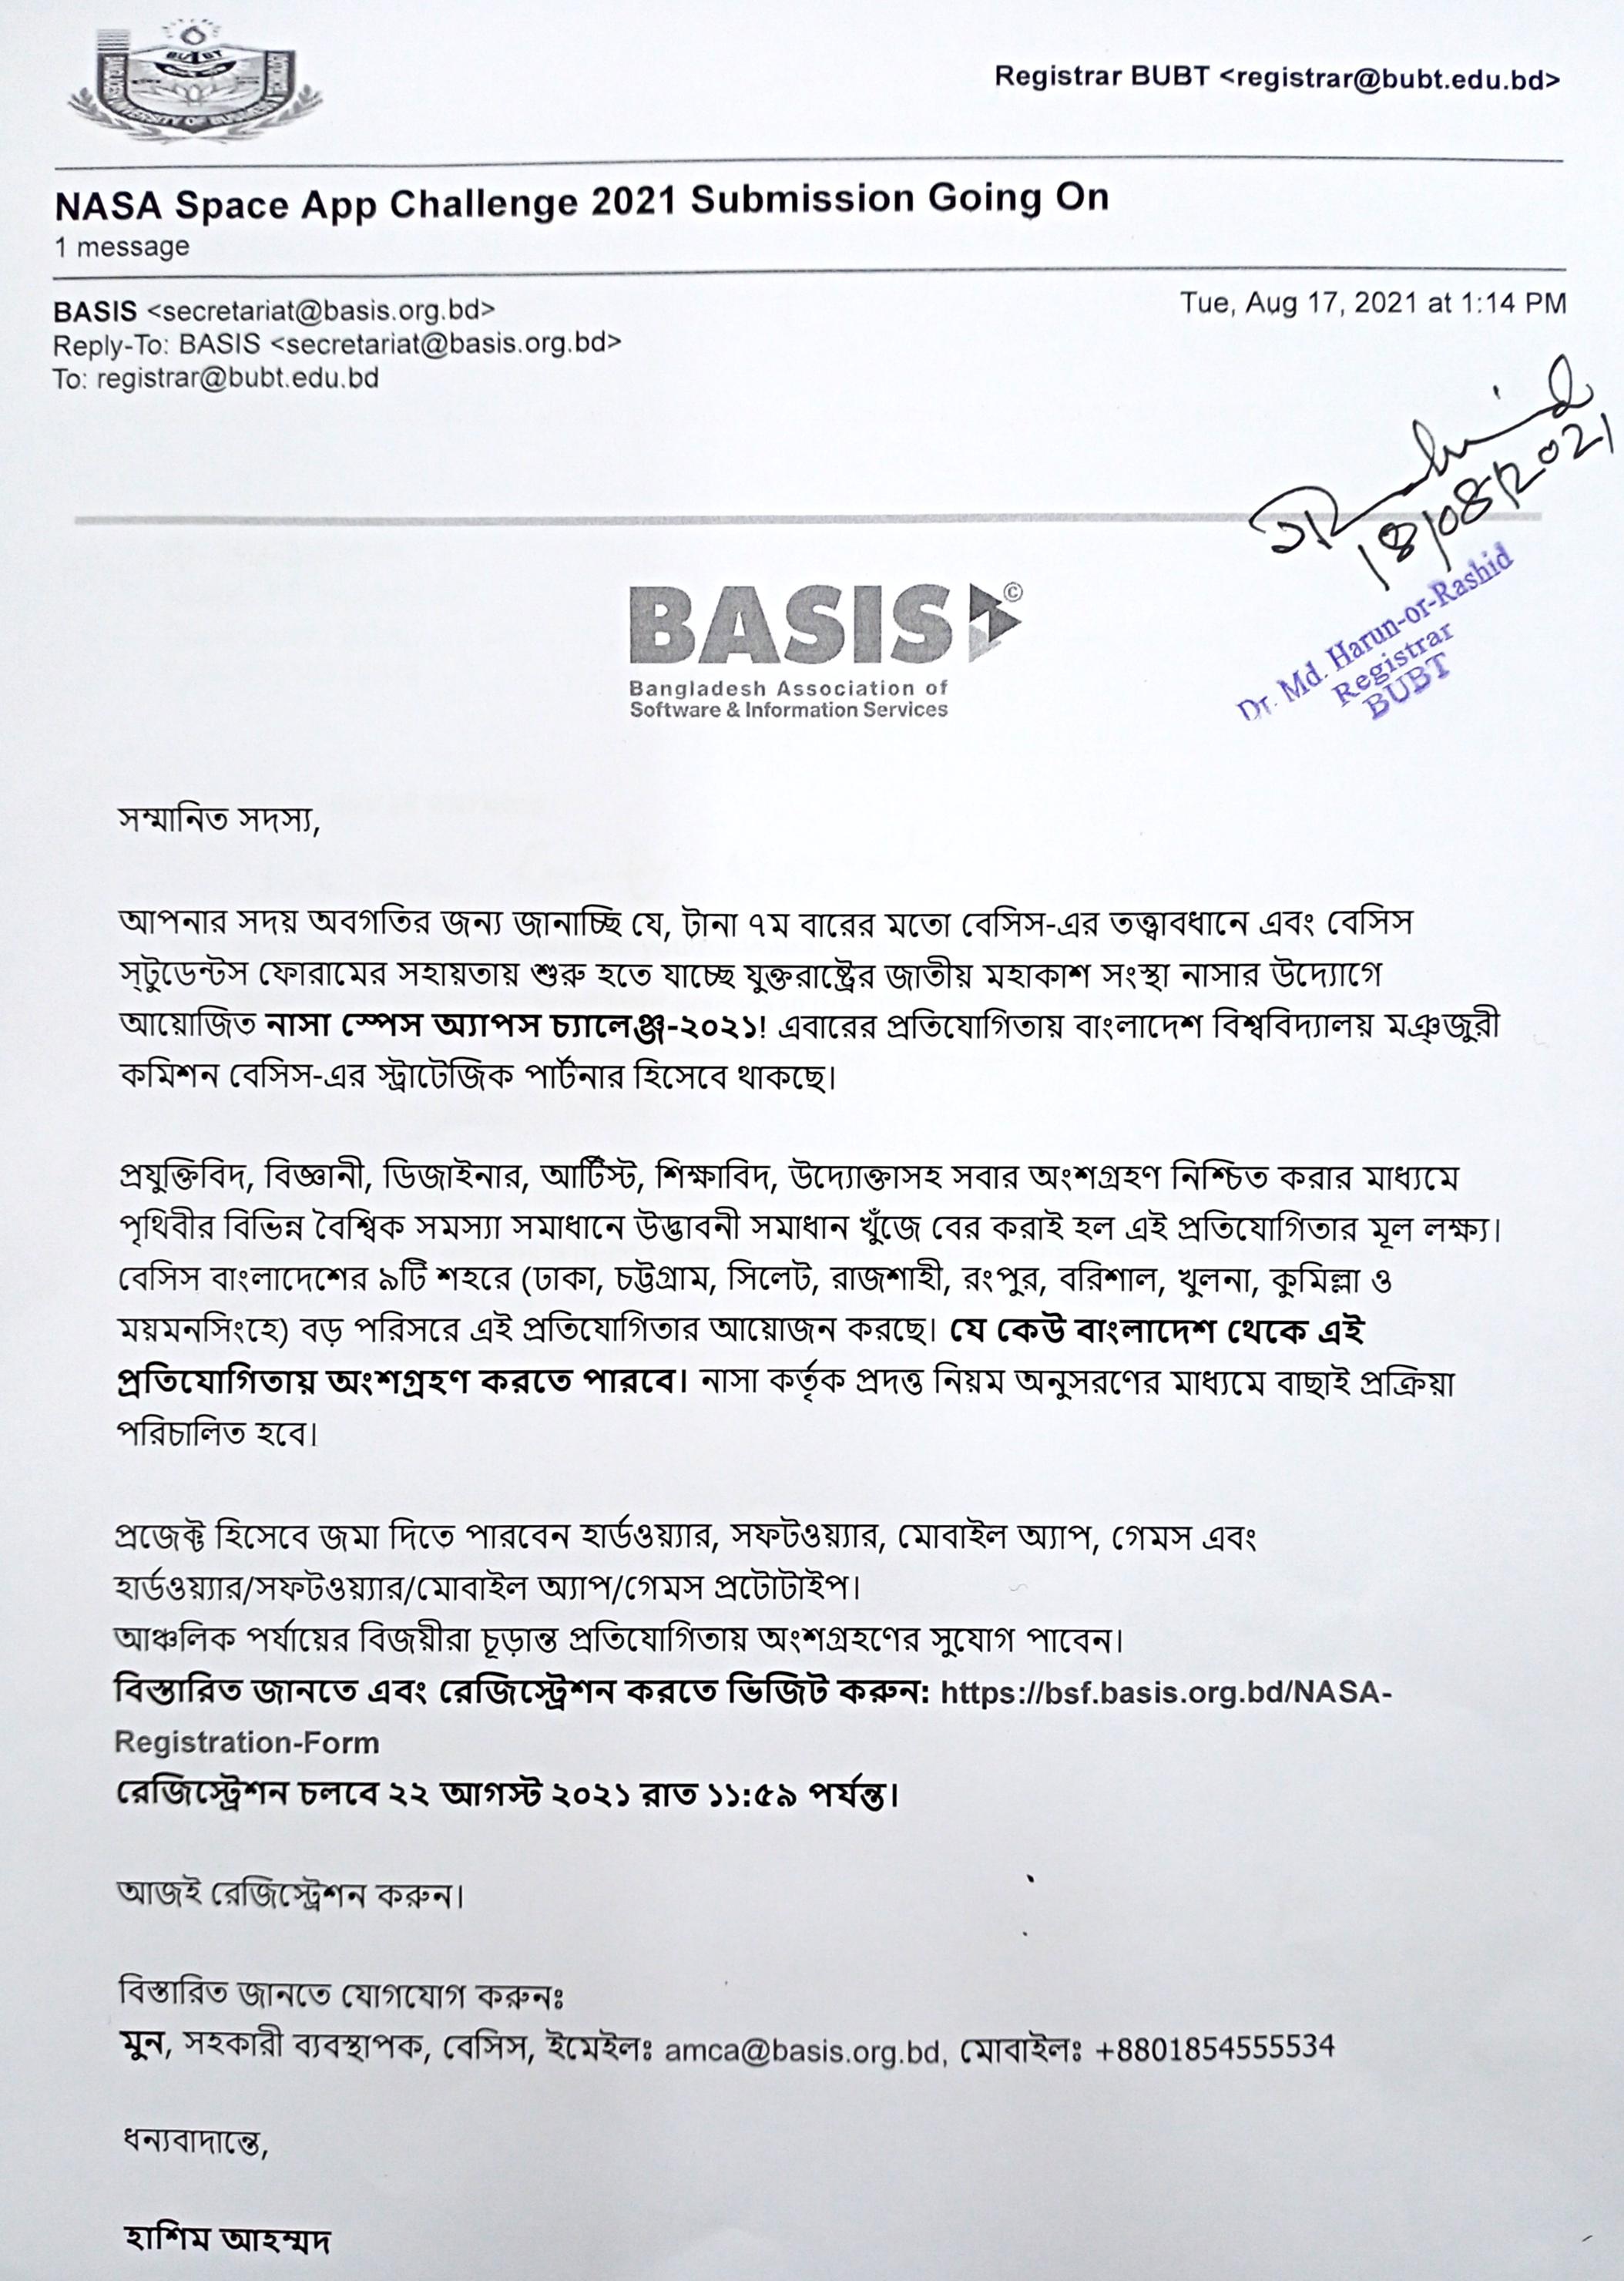 BUBT
Registrar BUBT <registrar@bubt.edu.bd>
NASA Space App Challenge 2021 Submission Going On
1 message
BASIS <secretariat@basis.org.bd>
Tue, Aug 17, 2021 at 1:14 PM
Reply-To: BASIS <secretariat@basis.org.bd>
To: registrar@bubt.edu.bd
18/08/2021
Dr. Md. Harun-or-Rashid
Registrar
BUBT
BASIS ©
Bangladesh Association of
Software & Information Services
সম্মানিত সদস্য,
আপনার সদয় অবগতির জন্য জানাচ্ছি যে, টানা ৭ম বারের মতো বেসিস-এর তত্ত্বাবধানে এবং বেসিস
স্টুডেন্টস ফোরামের সহায়তায় শুরু হতে যাচ্ছে যুক্তরাষ্ট্রের জাতীয় মহাকাশ সংস্থা নাসার উদ্যোগে
আয়োজিত নাসা স্পেস অ্যাপস চ্যালেঞ্জ-২০২১! এবারের প্রতিযোগিতায় বাংলাদেশ বিশ্ববিদ্যালয় মঞ্জুরী
কমিশন বেসিস-এর স্ট্রাটেজিক পার্টনার হিসেবে থাকছে।
প্রযুক্তিবিদ, বিজ্ঞানী, ডিজাইনার, আর্টিস্ট, শিক্ষাবিদ, উদ্যোক্তাসহ সবার অংশগ্রহণ নিশ্চিত করার মাধ্যমে
পৃথিবীর বিভিন্ন বৈশ্বিক সমস্যা সমাধানে উদ্ভাবনী সমাধান খুঁজে বের করাই হল এই প্রতিযোগিতার মূল লক্ষ্য।
বেসিস বাংলাদেশের ৯টি শহরে (ঢাকা, চট্টগ্রাম, সিলেট, রাজশাহী, রংপুর, বরিশাল, খুলনা, কুমিল্লা ও
ময়মনসিংহে) বড় পরিসরে এই প্রতিযোগিতার আয়োজন করছে। যে কেউ বাংলাদেশ থেকে এই
প্রতিযোগিতায় অংশগ্রহণ করতে পারবে। নাসা কর্তৃক প্রদত্ত নিয়ম অনুসরণের মাধ্যমে বাছাই প্রক্রিয়া
পরিচালিত হবে।
প্রজেক্ট হিসেবে জমা দিতে পারবেন হার্ডওয়্যার, সফটওয়্যার, মোবাইল অ্যাপ, গেমস এবং
হার্ডওয়্যার/সফটওয়্যার/মোবাইল অ্যাপ/গেমস প্রটোটাইপ।
আঞ্চলিক পর্যায়ের বিজয়ীরা চূড়ান্ত প্রতিযোগিতায় অংশগ্রহণের সুযোগ পাবেন।
বিস্তারিত জানতে এবং রেজিস্ট্রেশন করতে ভিজিট করুন: https://bsf.basis.org.bd/NASA-
Registration-Form
রেজিস্ট্রেশন চলবে ২২ আগস্ট ২০২১ রাত ১১:৫৯ পর্যন্ত।
আজই রেজিস্ট্রেশন করুন।
বিস্তারিত জানতে যোগযোগ করুনঃ
মুন, সহকারী ব্যবস্থাপক, বেসিস, ইমেইলঃ amca@basis.org.bd, মোবাইলঃ +8801854555534
ধন্যবাদান্তে,
হাশিম আহম্মদ